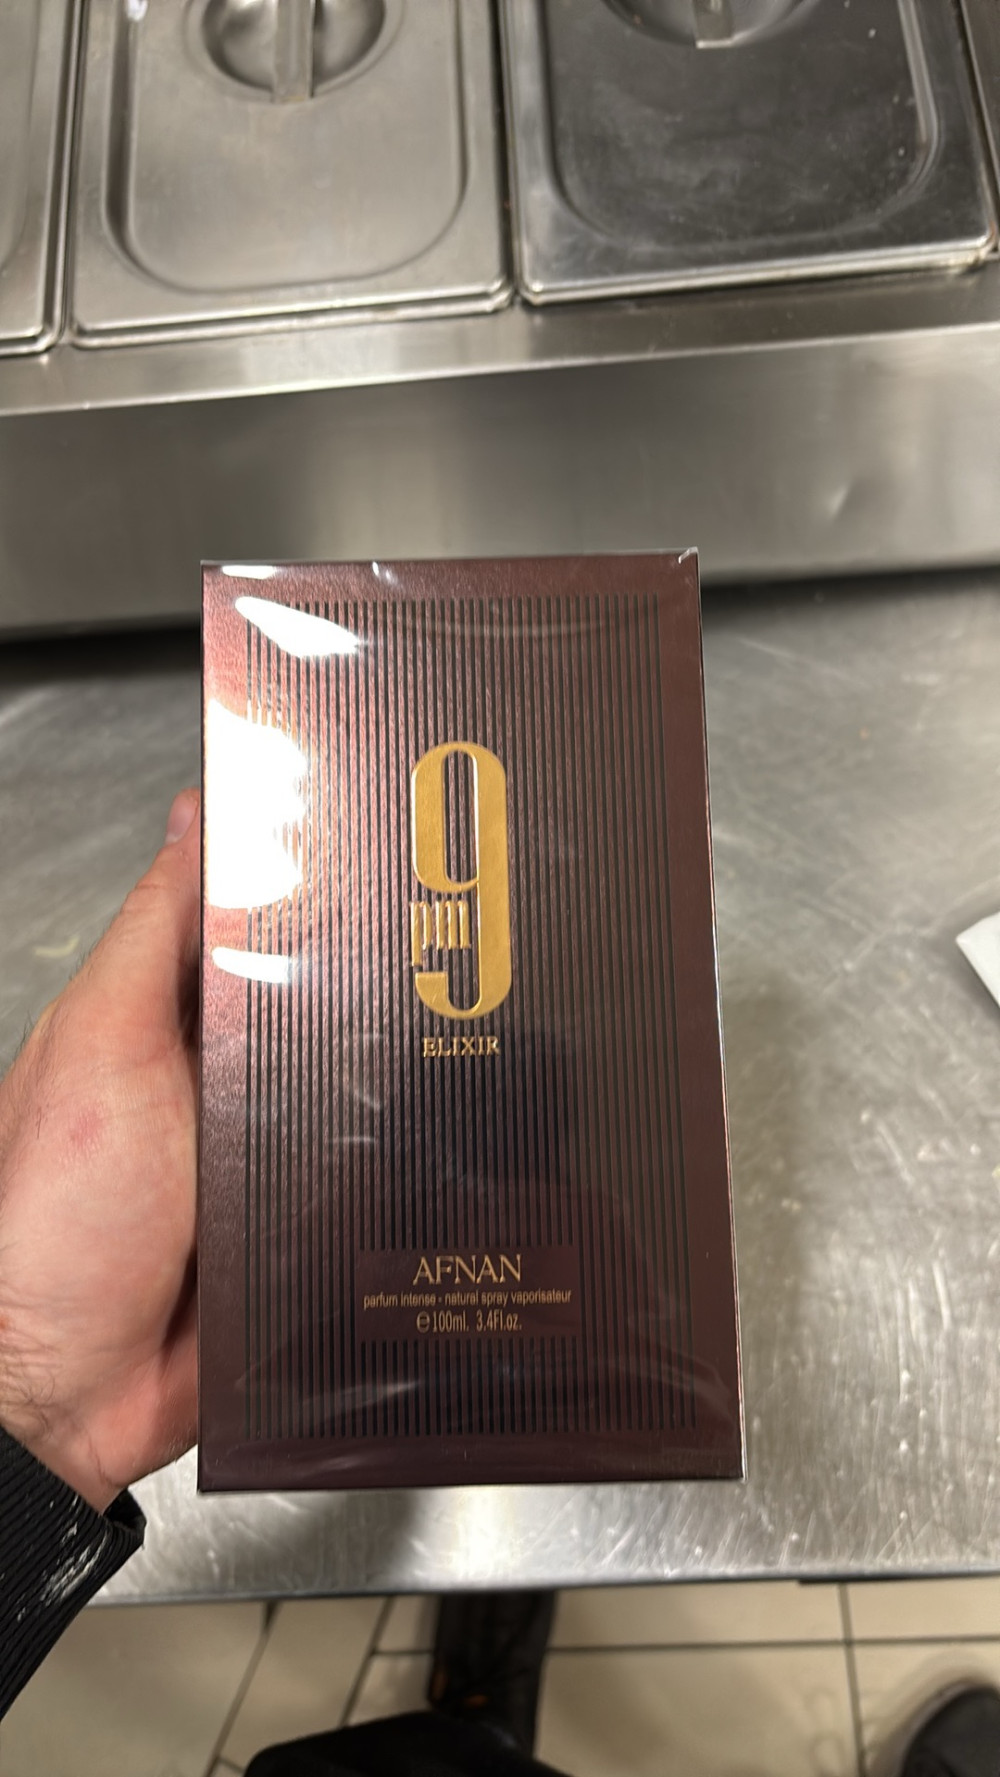 9
pm
ELIXIR
AFNAN
parfum intense - natural spray vaporisateur
℮100ml. 3.4Fl.oz.